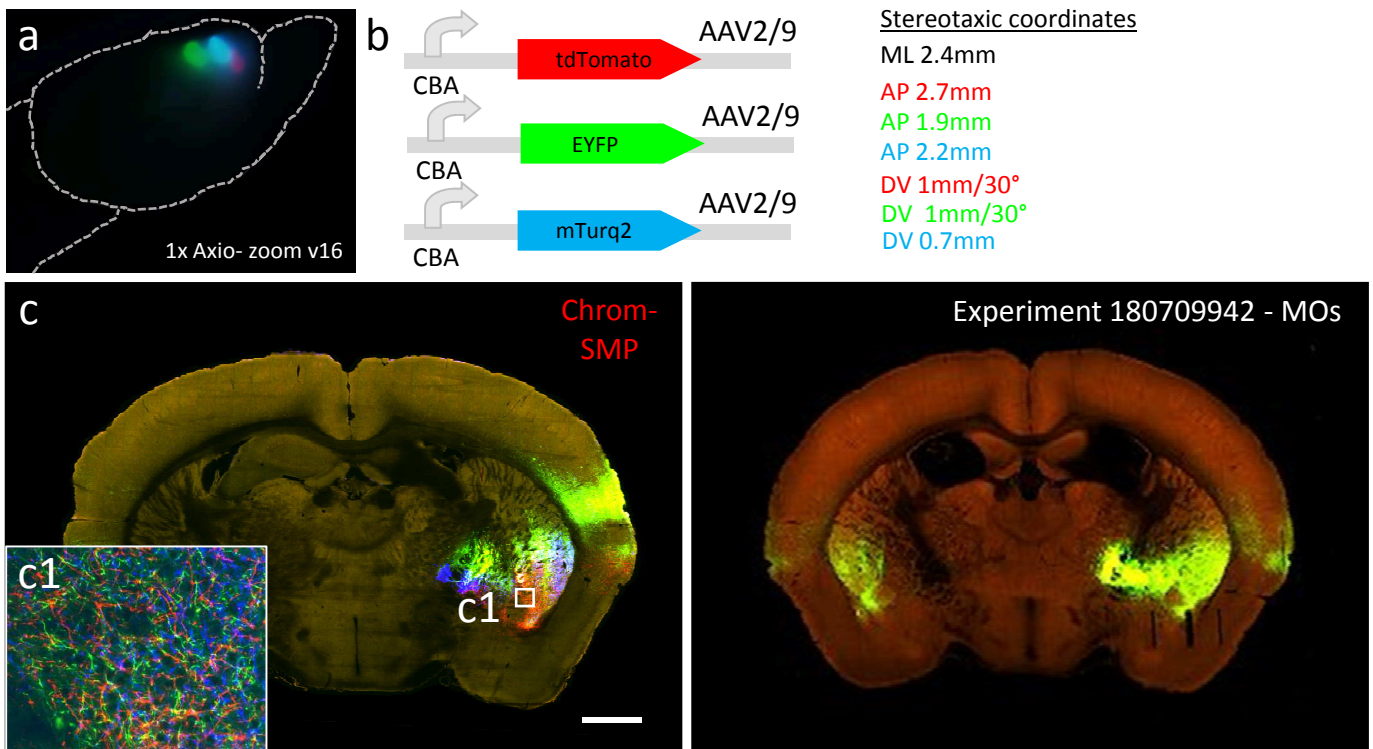 a
1x Axio- zoom v16
b
tdTomato
AAV2/9
CBA
EYFP
AAV2/9
CBA
mTurq2
AAV2/9
CBA
Stereotaxic coordinates
ML 2.4mm
AP 2.7mm
AP 1.9mm
AP 2.2mm
DV 1mm/30°
DV 1mm/30°
DV 0.7mm
c
Chrom-
SMP
c1
c1
Experiment 180709942 - MOs